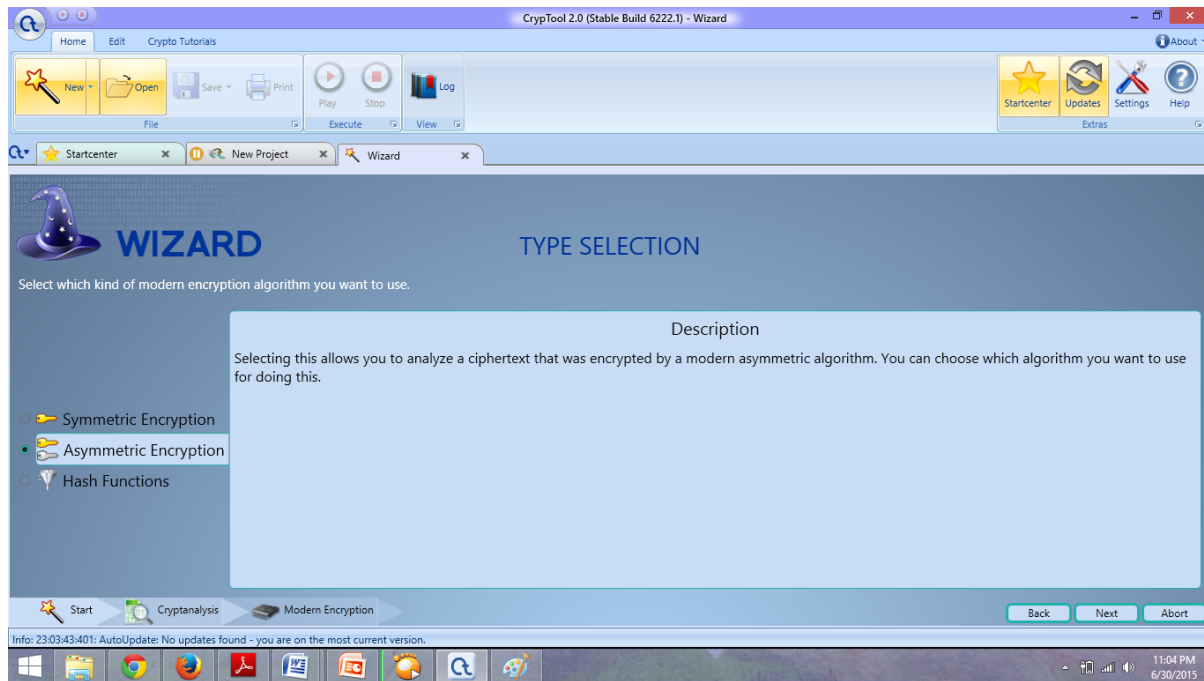 CrypTool 2.0 (Stable Build 6222.1) - Wizard
Home Edit Crypto Tutorials
About
New Open Save Print Play Stop Log Startcenter Updates Settings Help
File Execute View Extras
Startcenter New Project Wizard
WIZARD
TYPE SELECTION
Select which kind of modern encryption algorithm you want to use.
Description
Selecting this allows you to analyze a ciphertext that was encrypted by a modern asymmetric algorithm. You can choose which algorithm you want to use
for doing this.
Symmetric Encryption
Asymmetric Encryption
Hash Functions
Start Cryptanalysis Modern Encryption
Back Next Abort
Info: 23:03:43:401: AutoUpdate: No updates found - you are on the most current version.
11:04 PM
6/30/2015